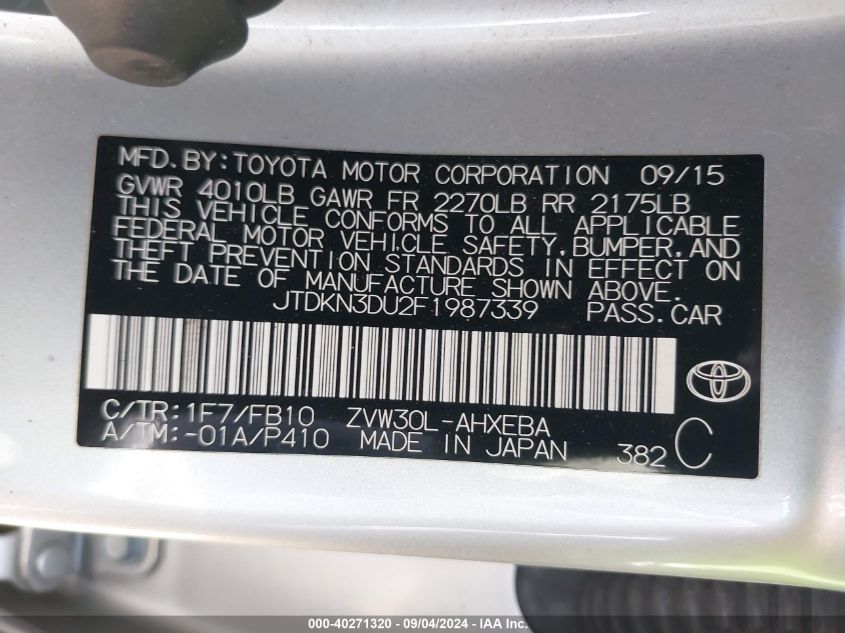 MFD.BY:TOYOTA MOTOR CORPORATION 09/15
GVWR 4010LB GAWR FR 2270LB RR 2175LB
THIS VEHICLE CONFORMS TO ALL APPLICABLE
FEDERAL MOTOR VEHICLE SAFETY,BUMPER,AND
THEFT PREVENTION STANDARDS IN EFFECT ON
THE DATE OF MANUFACTURE SHOWN ABOVE.
JTDKN3DU2F1987339 PASS.CAR
C/TR:1F7/FB10 ZVW30L-AHXEBA
A/TM:-01A/P410 MADE IN JAPAN 382 C
000-40271320 - 09/04/2024 - IAA Inc.